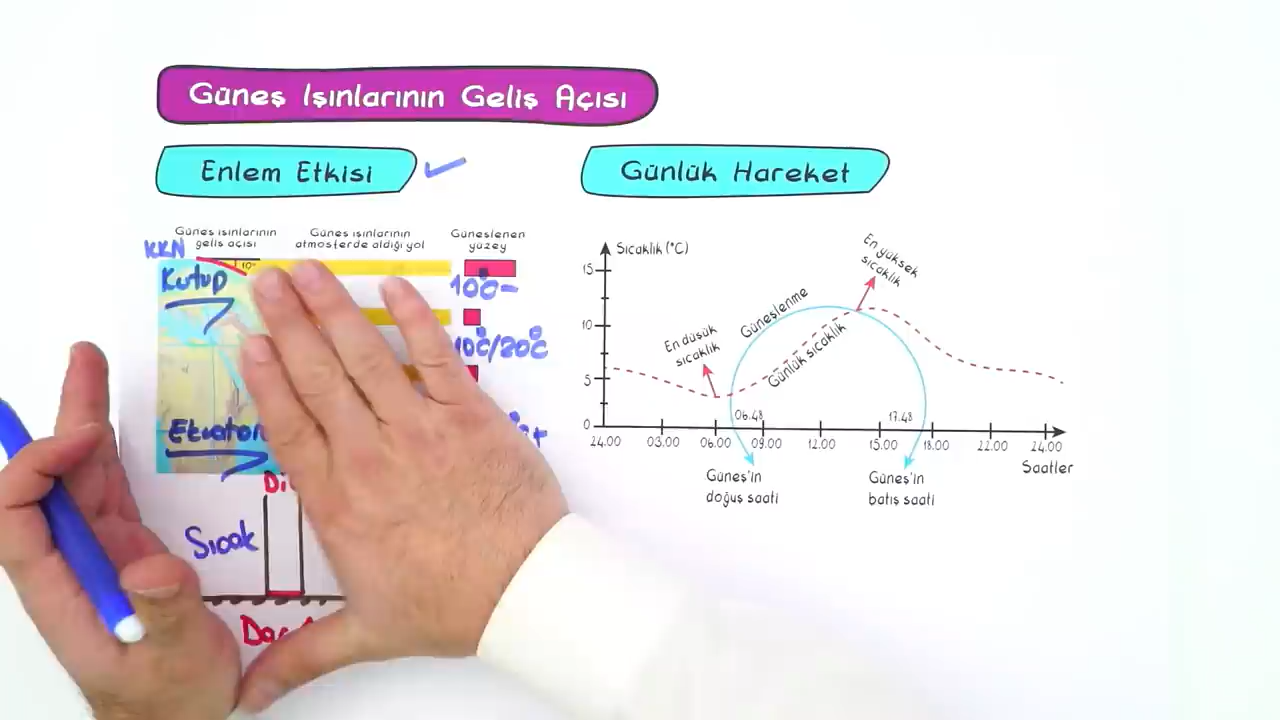 Güneş Işınlarının Geliş Açısı
Enlem Etkisi
Günlük Hareket
Güneş ışınlarının
geliş açısı
Güneş ışınlarının
atmosferde aldığı yol
Güneşlenen
yüzey
KKN
10°
Kutup
10°C-
10°C/20°C
Ekvator
Sıcak
Sıcaklık (°C)
15
10
5
0
En yüksek
sıcaklık
Güneşlenme
En düşük
sıcaklık
Günlük sıcaklık
06.48
17.48
24.00 03.00 06.00 09.00 12.00 15.00 18.00 22.00 24.00
Saatler
Güneş'in
doğuş saati
Güneş'in
batış saati